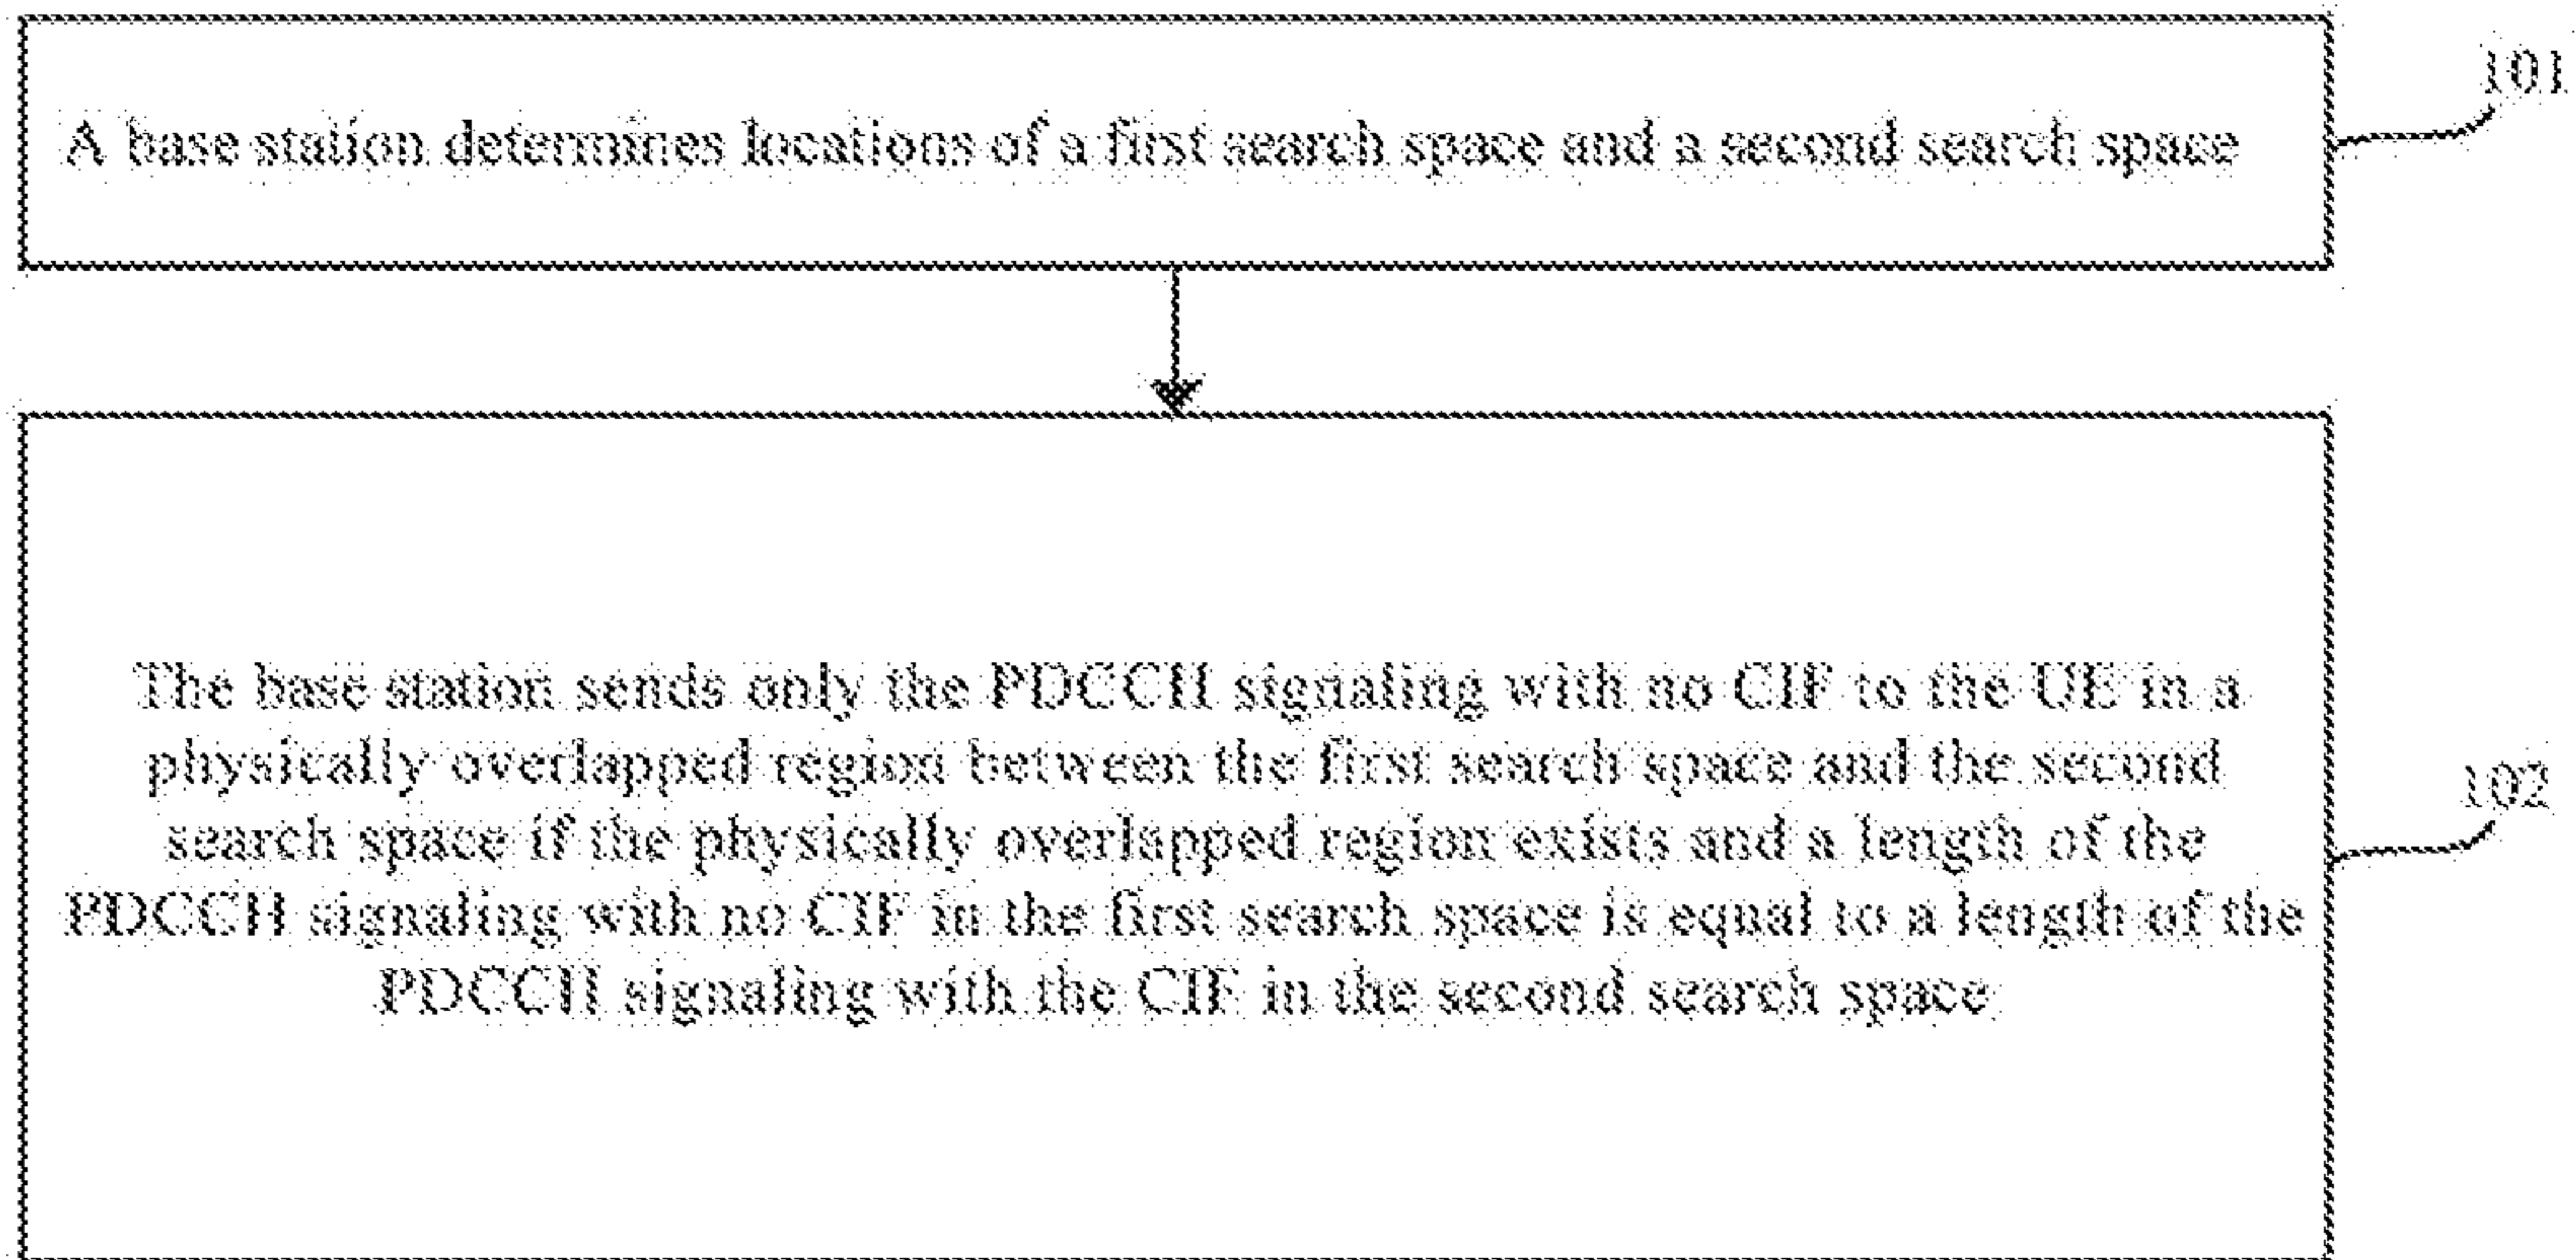 A base station determines locations of a first search space and a second search space
101
The base station sends only the PDCCH signaling with no CIF to the UE in a
physically overlapped region between the first search space and the second
search space if the physically overlapped region exists and a length of the
PDCCH signaling with no CIF in the first search space is equal to a length of the
PDCCH signaling with the CIF in the second search space
102